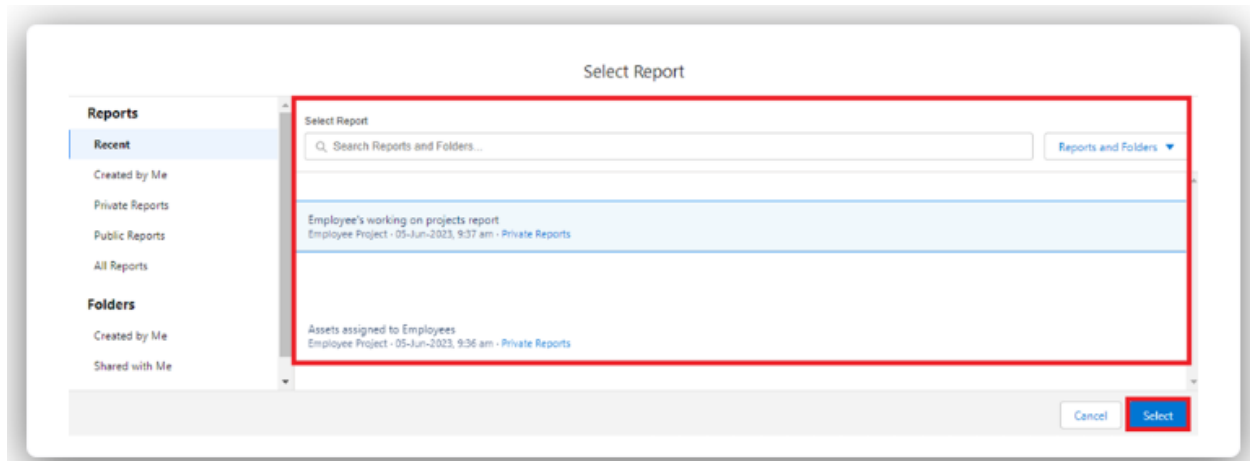 Select Report
Reports
Recent
Created by Me
Private Reports
Public Reports
All Reports
Folders
Created by Me
Shared with Me
Select Report
Search Reports and Folders...
Reports and Folders
Employee's working on projects report
Employee Project - 05-Jun-2023, 9:37 am - Private Reports
Assets assigned to Employees
Employee Project - 05-Jun-2023, 9:36 am - Private Reports
Cancel
Select